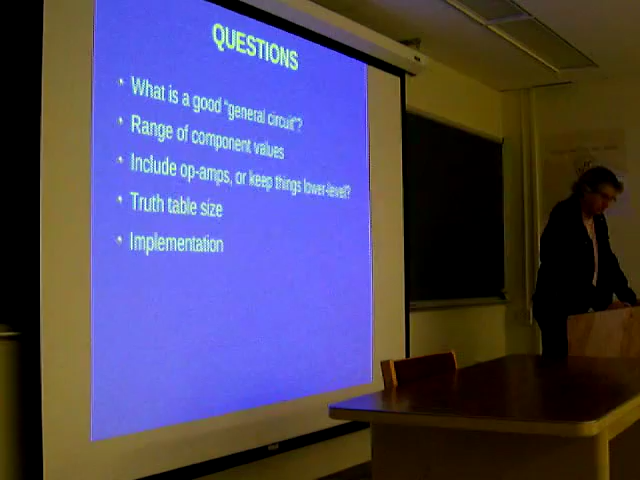 QUESTIONS
• What is a good "general circuit"?
• Range of component values
• Include op-amps, or keep things lower-level?
• Truth table size
• Implementation